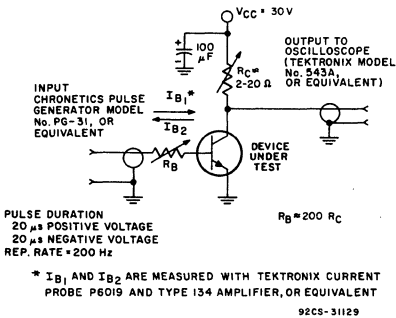 VCC = 30V
+
100
μF
-
RC≈
2-20 Ω
OUTPUT TO
OSCILLOSCOPE
(TEKTRONIX MODEL
No. 543A,
OR EQUIVALENT)
INPUT
CHRONETICS PULSE
GENERATOR MODEL
No. PG-31, OR
EQUIVALENT
IB1*
IB2
RB
DEVICE
UNDER
TEST
PULSE DURATION
20 μs POSITIVE VOLTAGE
20 μs NEGATIVE VOLTAGE
REP. RATE = 200 Hz
RB≈200 RC
* IB1 AND IB2 ARE MEASURED WITH TEKTRONIX CURRENT
PROBE P6019 AND TYPE 134 AMPLIFIER, OR EQUIVALENT
92CS-31129